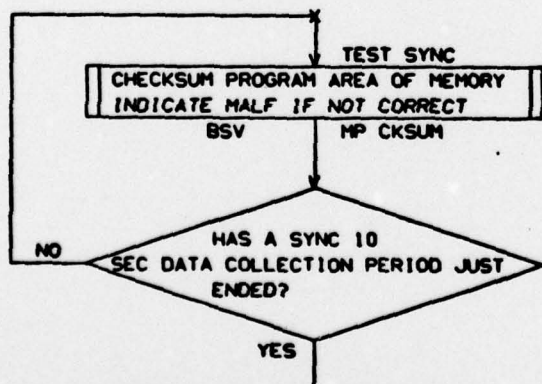 TEST SYNC
CHECKSUM PROGRAM AREA OF MEMORY
INDICATE MALF IF NOT CORRECT
BSV MP CKSUM
HAS A SYNC 10
NO SEC DATA COLLECTION PERIOD JUST
ENDED?
YES